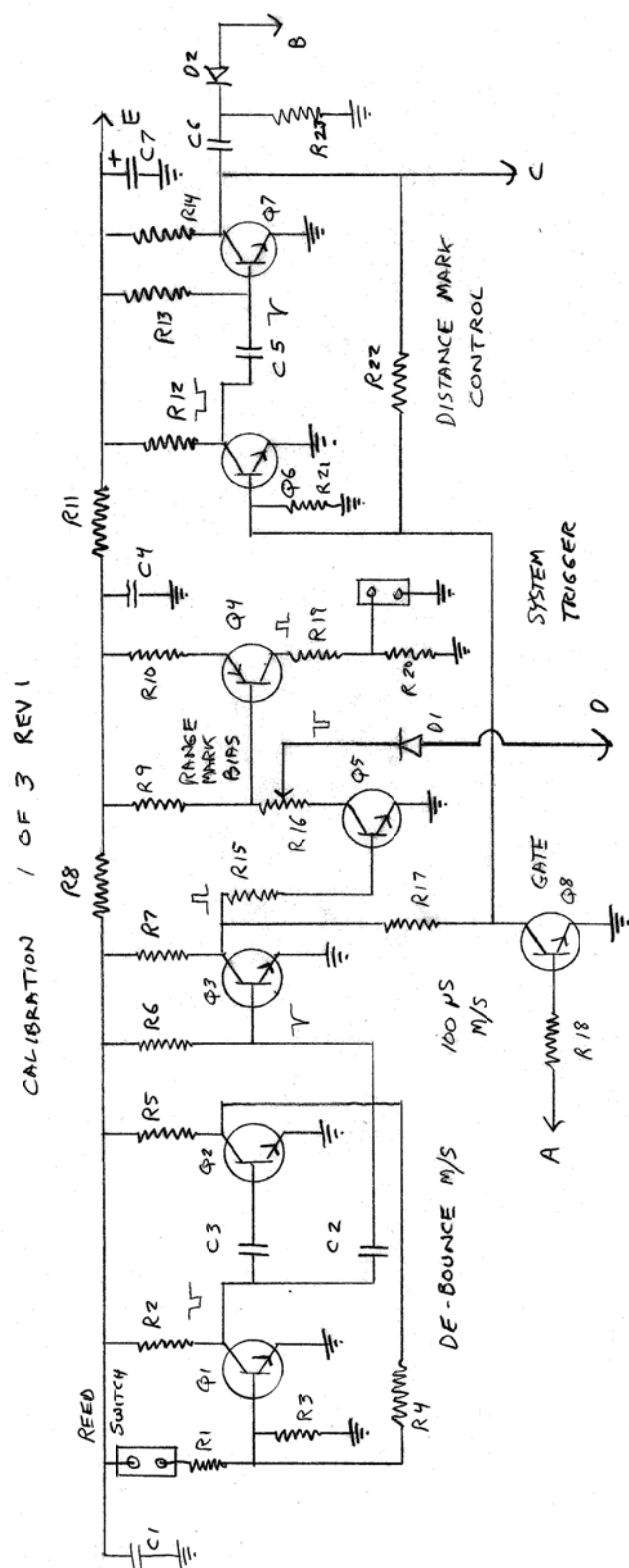 CALIBRATION 1 OF 3 REV 1
C1
REED
SWITCH
R1
R2
Q1
R3
R4
C3
C2
DE-BOUNCE M/S
R5
Q2
R6
R7
Q3
100 µS
M/S
R8
R9
RANGE
MARK
BIAS
R15
R16
Q5
R17
GATE
Q8
R18
A
R10
Q4
R19
R20
D1
D
SYSTEM
TRIGGER
C4
R11
R12
Q6
R21
C5
R13
R14
Q7
R22
DISTANCE MARK
CONTROL
C
+
C7
E
C6
D2
B